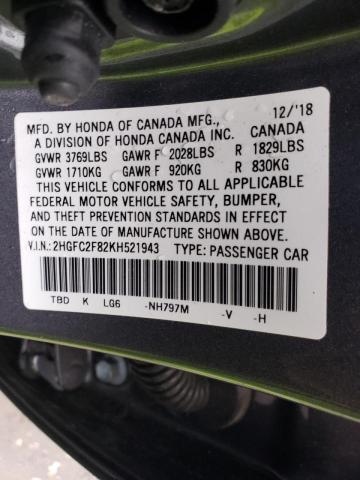 MFD. BY HONDA OF CANADA MFG., 12/'18
A DIVISION OF HONDA CANADA INC. CANADA
GVWR 3769LBS GAWR F 2028LBS R 1829LBS
GVWR 1710KG GAWR F 920KG R 830KG
THIS VEHICLE CONFORMS TO ALL APPLICABLE
FEDERAL MOTOR VEHICLE SAFETY, BUMPER,
AND THEFT PREVENTION STANDARDS IN EFFECT
ON THE DATE OF MANUFACTURE SHOWN ABOVE.
V.I.N.: 2HGFC2F82KH521943 TYPE: PASSENGER CAR
TBD K LG6 -NH797M -V -H